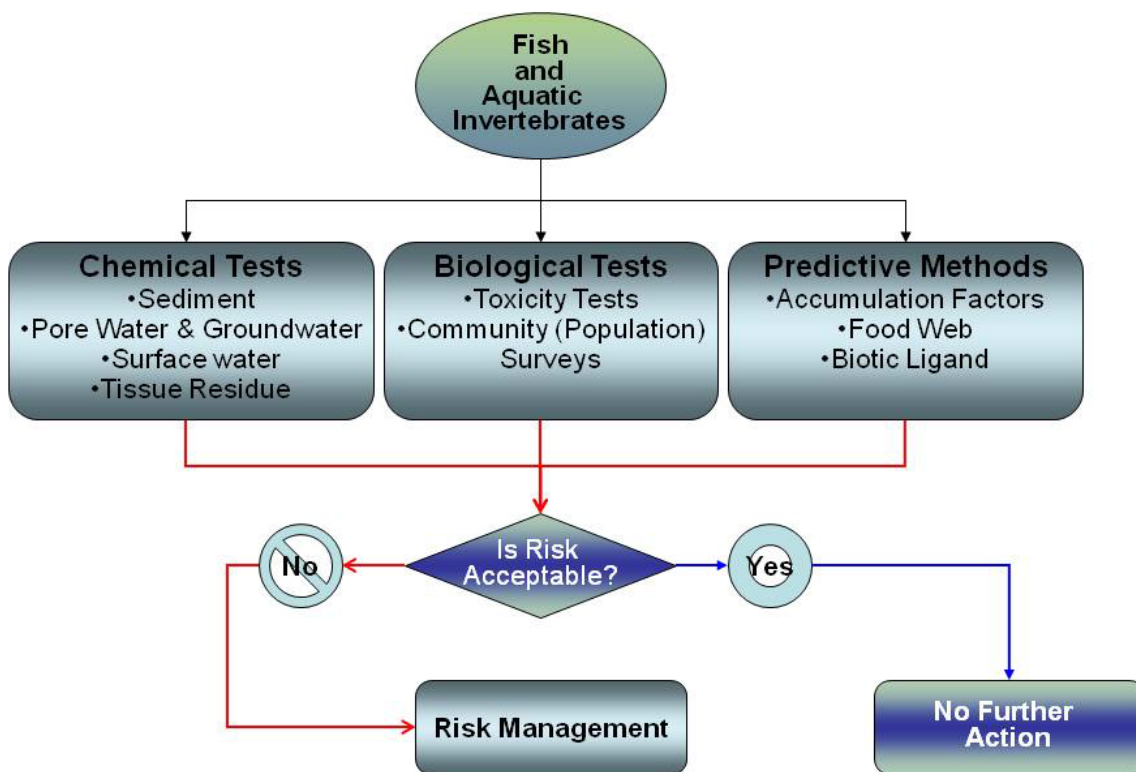 Fish
and
Aquatic
Invertebrates
Chemical Tests
•Sediment
•Pore Water & Groundwater
•Surface water
•Tissue Residue
Biological Tests
•Toxicity Tests
•Community (Population)
Surveys
Predictive Methods
•Accumulation Factors
•Food Web
•Biotic Ligand
No
Is Risk
Acceptable?
Yes
Risk Management
No Further
Action